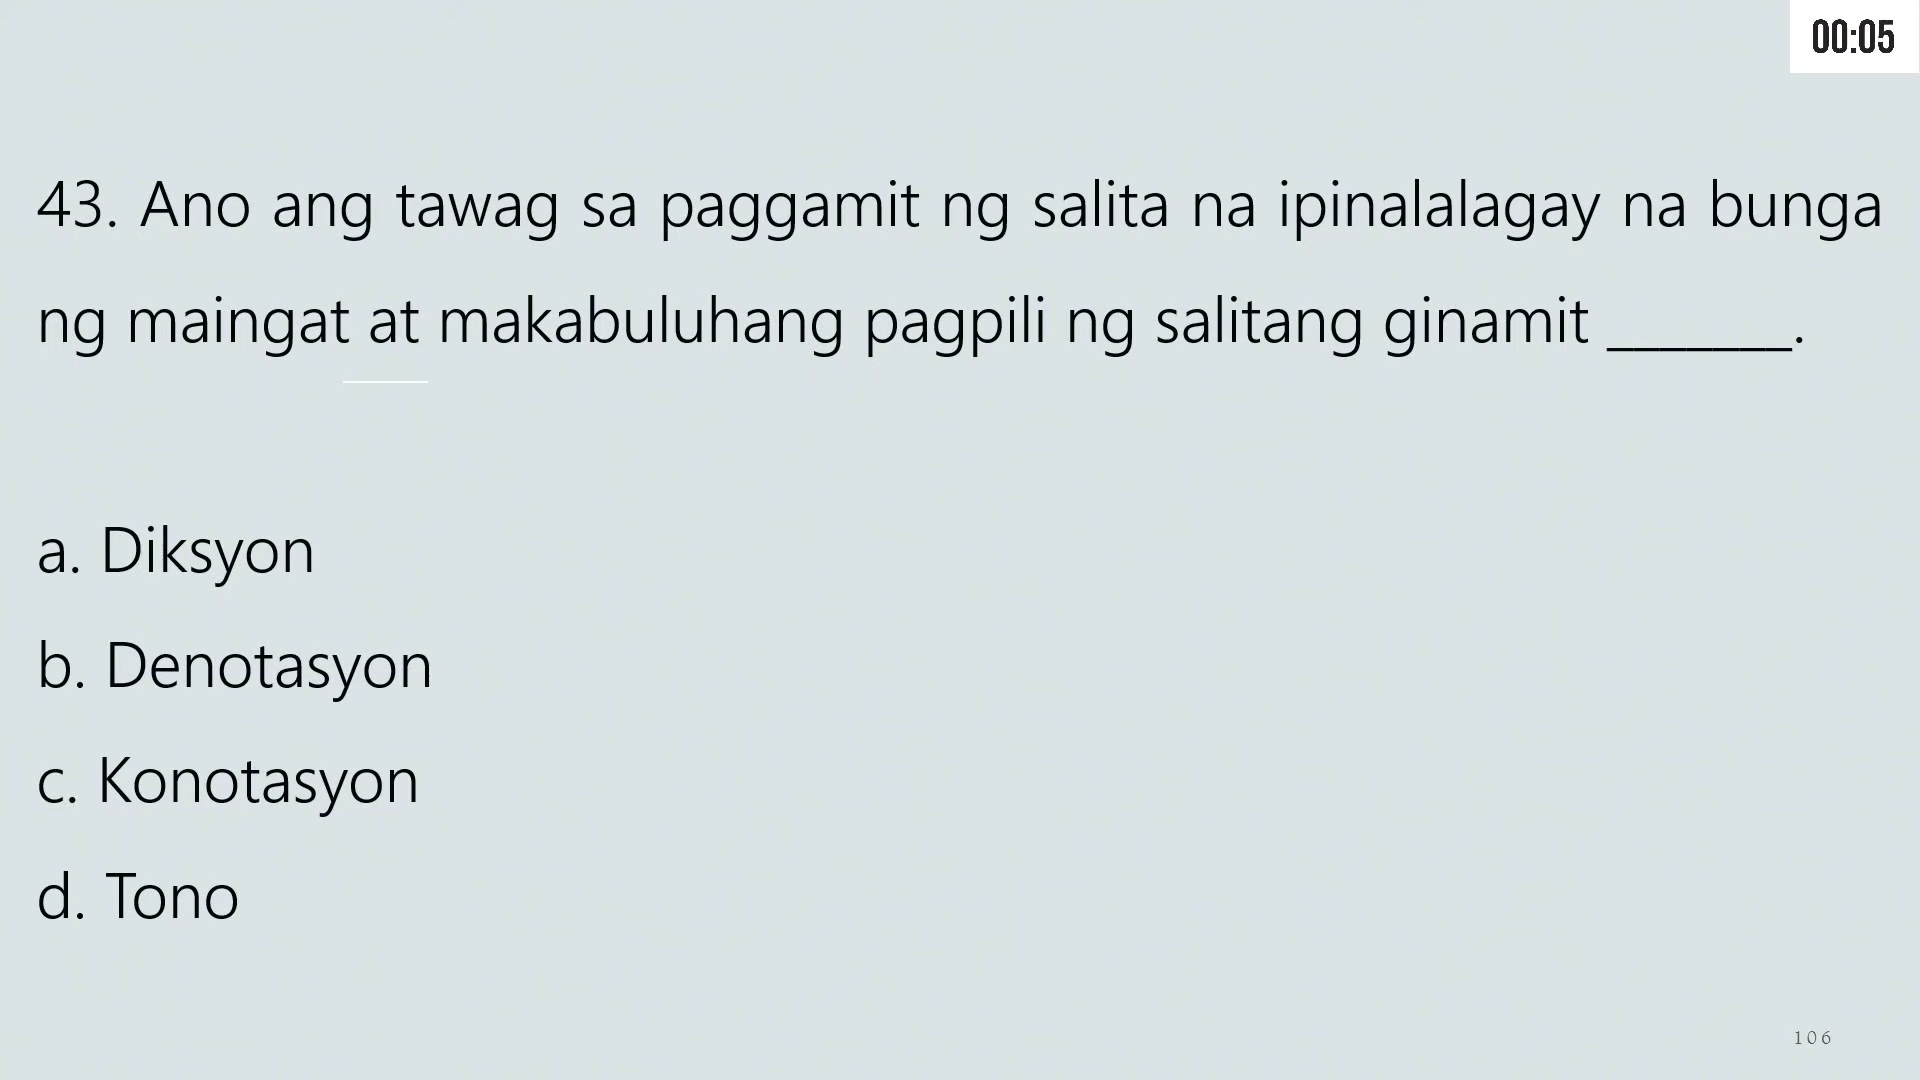 00:05
43. Ano ang tawag sa paggamit ng salita na ipinalalagay na bunga
ng maingat at makabuluhang pagpili ng salitang ginamit _______.
a. Diksyon
b. Denotasyon
c. Konotasyon
d. Tono
106